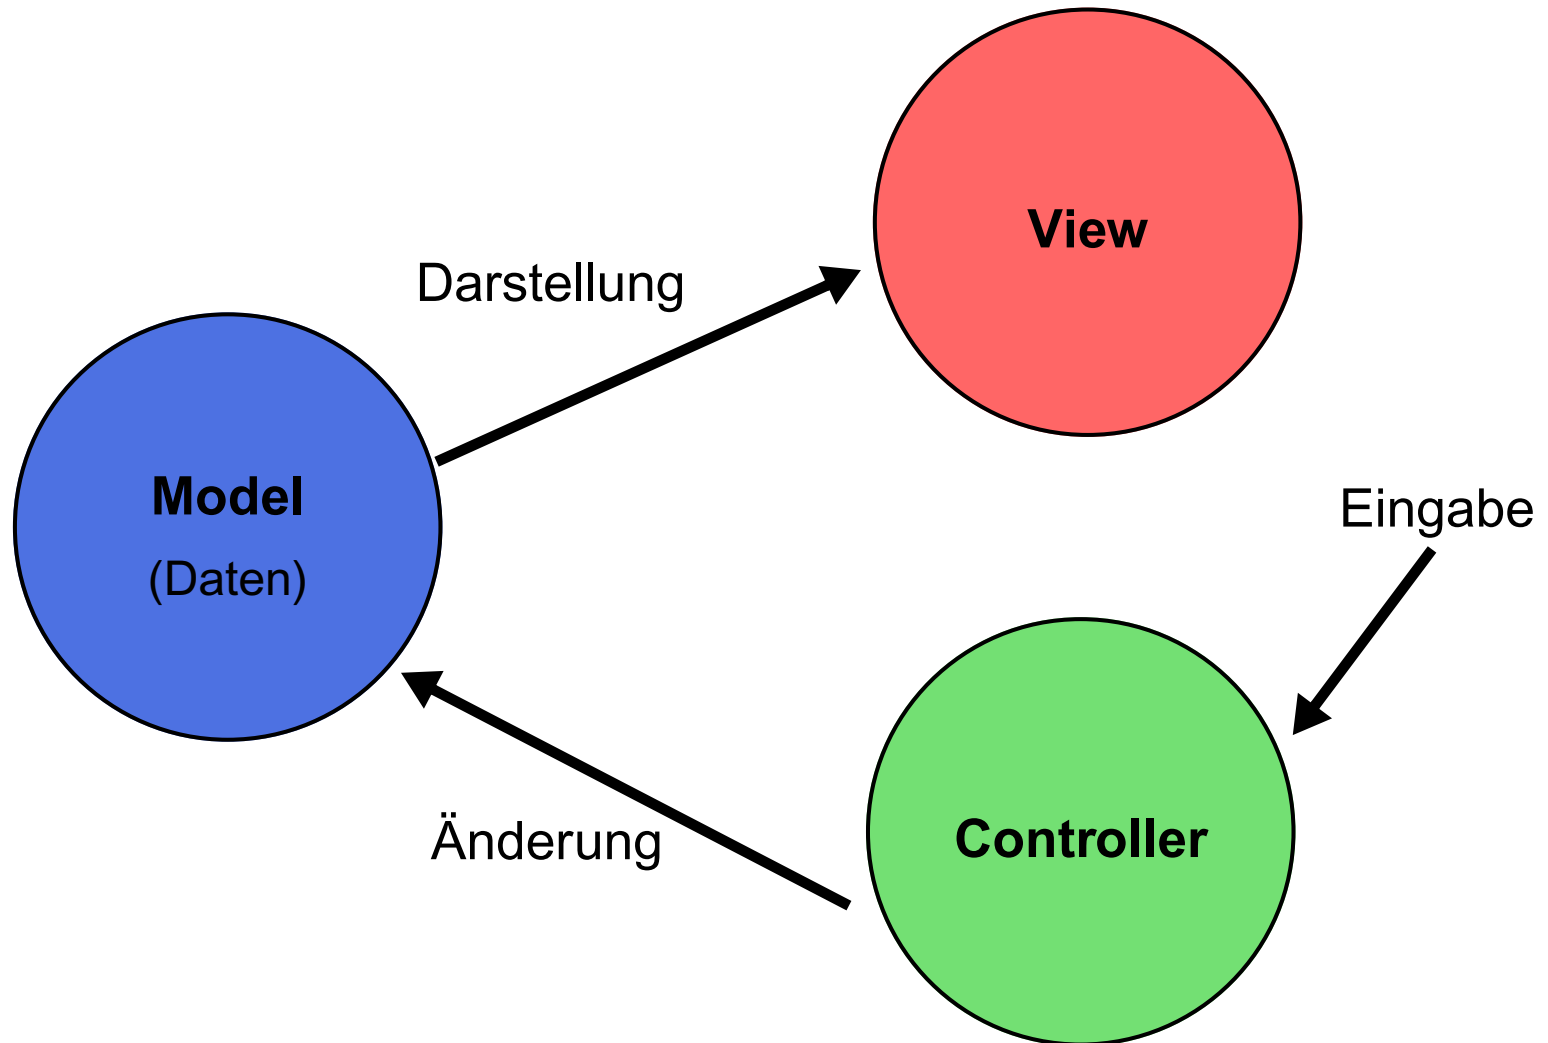 View
Darstellung
Model
(Daten)
Eingabe
Änderung
Controller